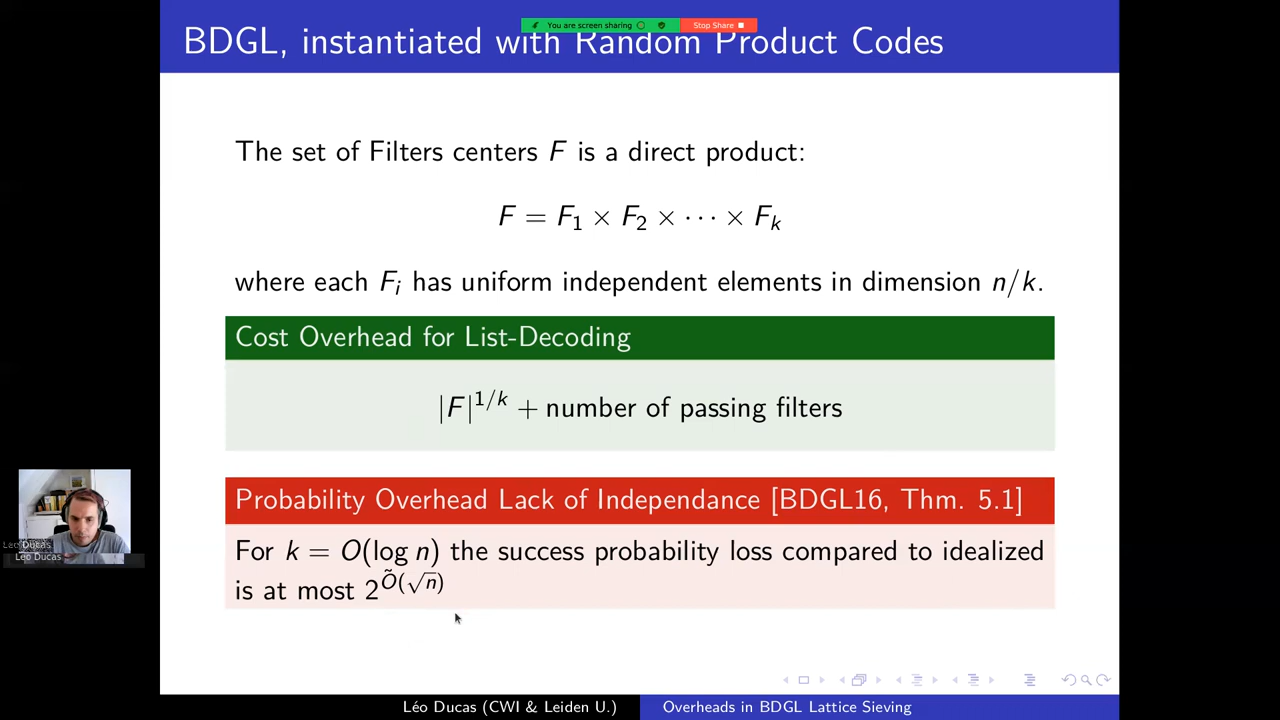 You are screen sharing
Stop Share
BDGL, instantiated with Random Product Codes
The set of Filters centers F is a direct product:
F = F₁ × F₂ × ··· × Fₖ
where each Fᵢ has uniform independent elements in dimension n/k.
Cost Overhead for List-Decoding
|F|^{1/k} + number of passing filters
Probability Overhead Lack of Independance [BDGL16, Thm. 5.1]
For k = O(log n) the success probability loss compared to idealized
is at most 2^{Õ(√n)}
Léo Ducas
Léo Ducas (CWI & Leiden U.)
Overheads in BDGL Lattice Sieving